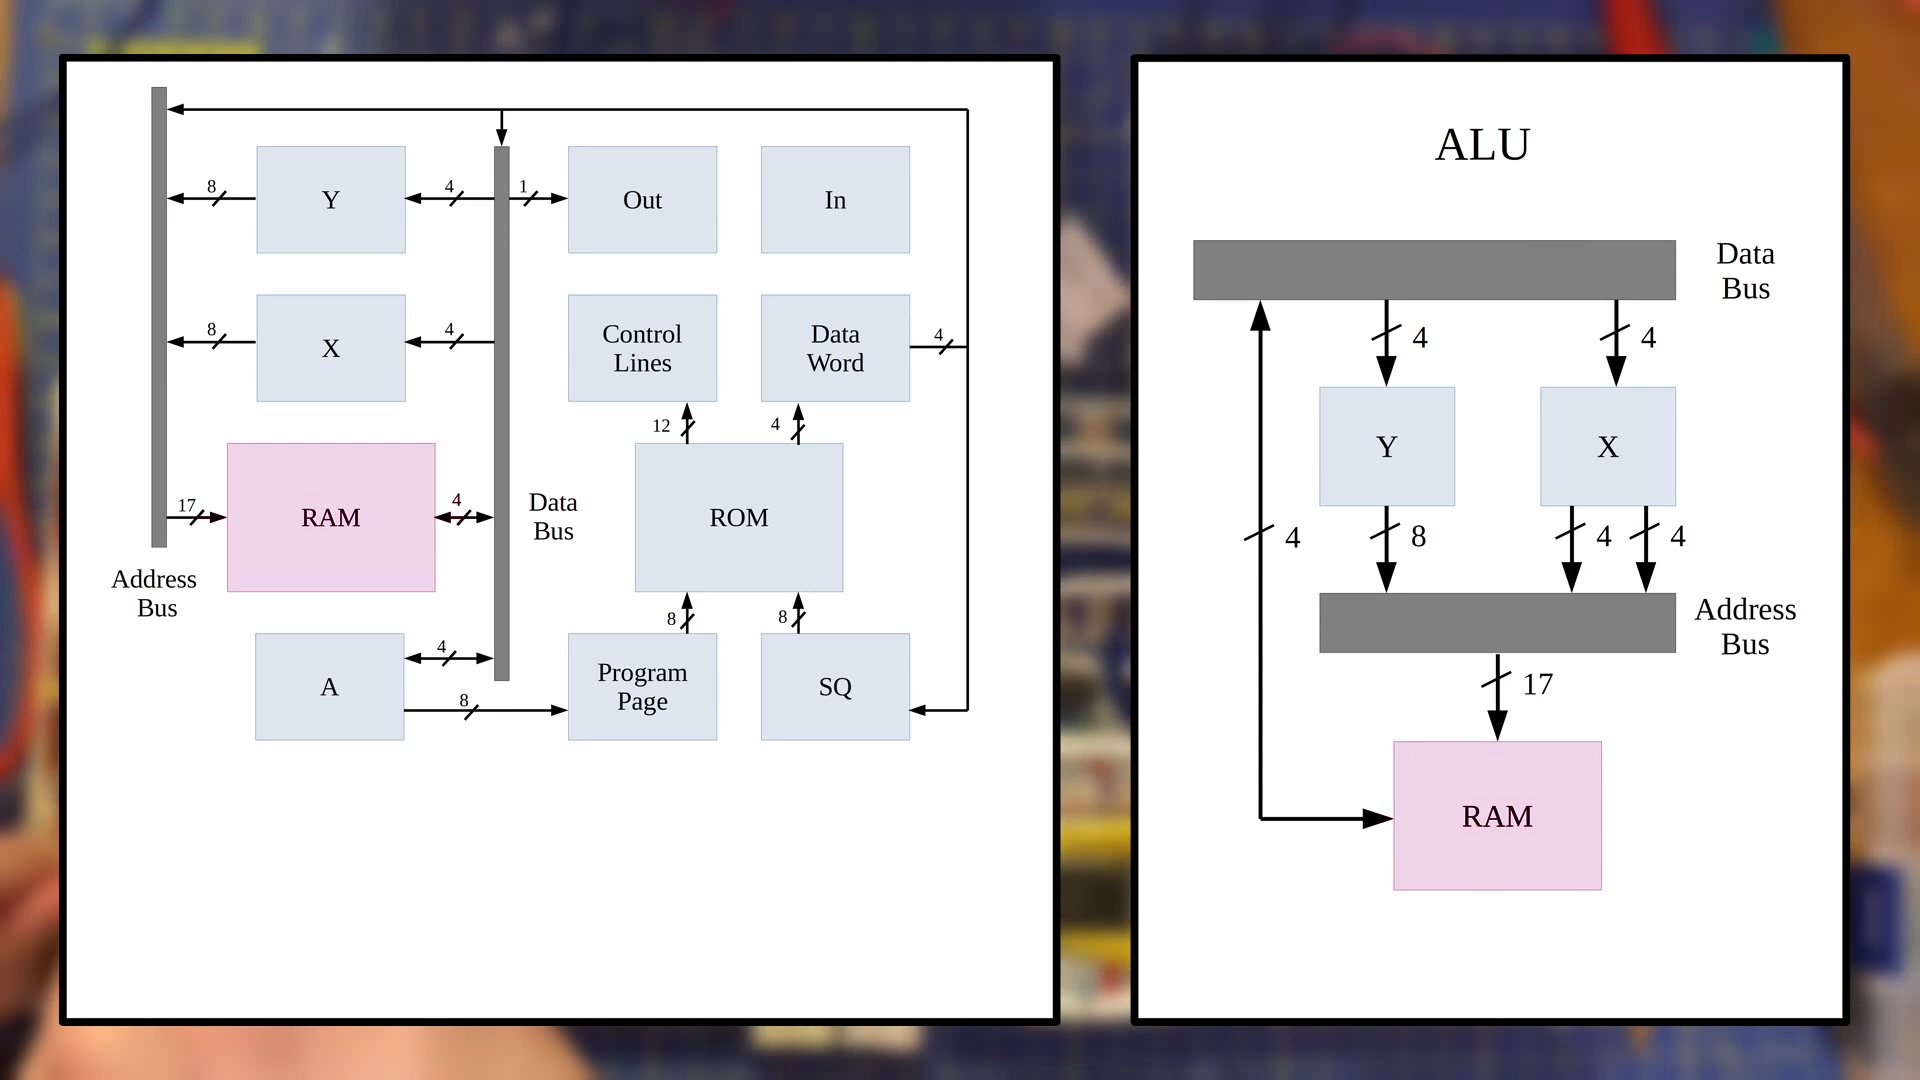 8
Y
4
1
Out
In
8
X
4
Control
Lines
Data
Word
4
12
4
17
RAM
4
Data
Bus
ROM
Address
Bus
8
8
A
4
8
Program
Page
SQ
ALU
Data
Bus
4
4
Y
X
4
8
4
4
Address
Bus
17
RAM